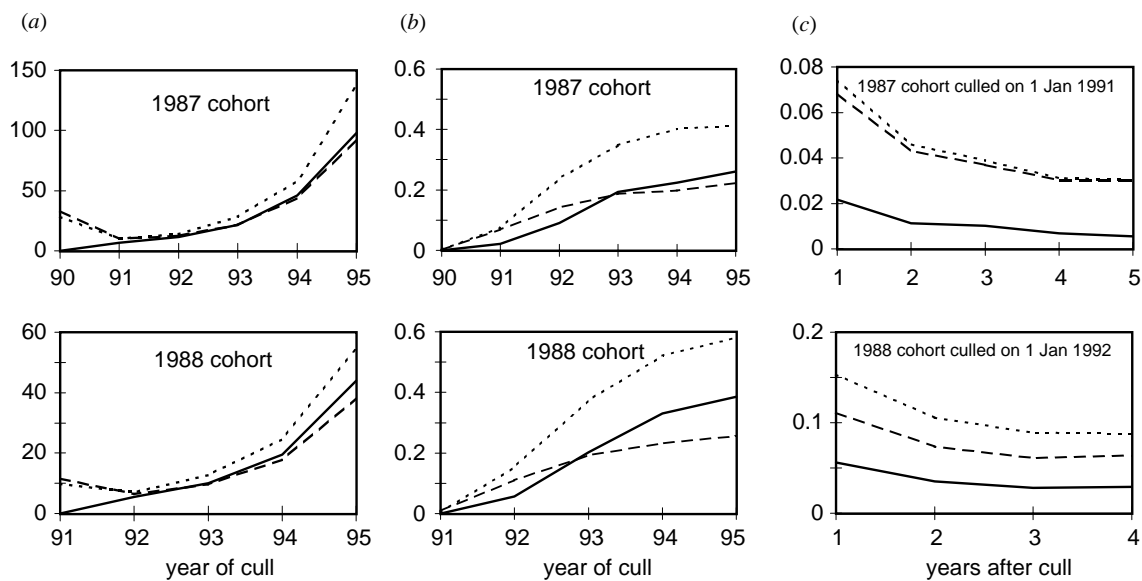 (a)
(b)
(c)
150
100
50
0
1987 cohort
90 91 92 93 94 95
0.6
0.4
0.2
0
1987 cohort
90 91 92 93 94 95
0.08
0.06
0.04
0.02
0
1987 cohort culled on 1 Jan 1991
1 2 3 4 5
60
40
20
0
1988 cohort
91 92 93 94 95
year of cull
0.6
0.4
0.2
0
1988 cohort
91 92 93 94 95
year of cull
0.2
0.1
0
1988 cohort culled on 1 Jan 1992
1 2 3 4
years after cull